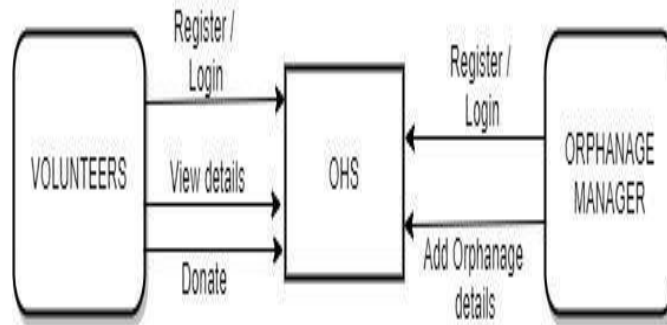 Register /
Login
VOLUNTEERS
View details
Donate
OHS
Register /
Login
Add Orphanage
details
ORPHANAGE
MANAGER